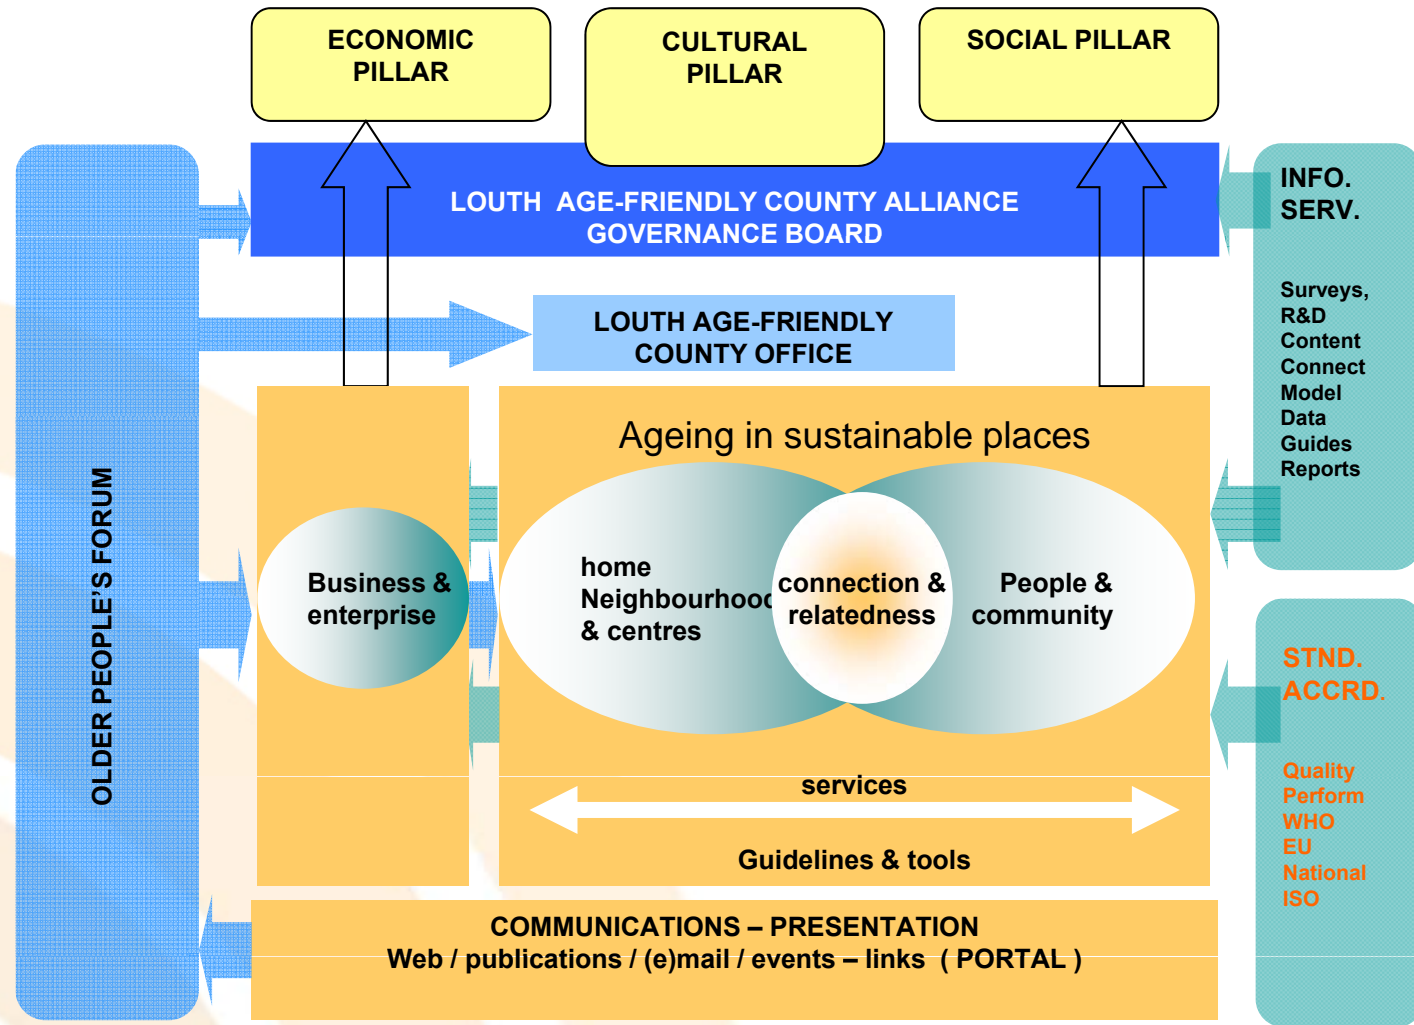 ECONOMIC
PILLAR
CULTURAL
PILLAR
SOCIAL PILLAR
LOUTH AGE-FRIENDLY COUNTY ALLIANCE
GOVERNANCE BOARD
LOUTH AGE-FRIENDLY
COUNTY OFFICE
OLDER PEOPLE'S FORUM
Ageing in sustainable places
Business &
enterprise
home
Neighbourhood
& centres
connection &
relatedness
People &
community
services
Guidelines & tools
COMMUNICATIONS – PRESENTATION
Web / publications / (e)mail / events – links ( PORTAL )
INFO.
SERV.
Surveys,
R&D
Content
Connect
Model
Data
Guides
Reports
STND.
ACCRD.
Quality
Perform
WHO
EU
National
ISO